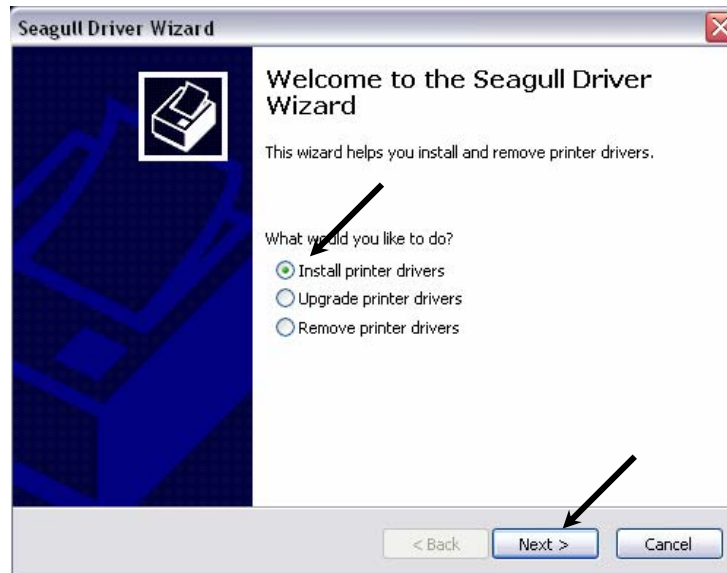 Seagull Driver Wizard
Welcome to the Seagull Driver
Wizard
This wizard helps you install and remove printer drivers.
What would you like to do?
Install printer drivers
Upgrade printer drivers
Remove printer drivers
< Back
Next >
Cancel